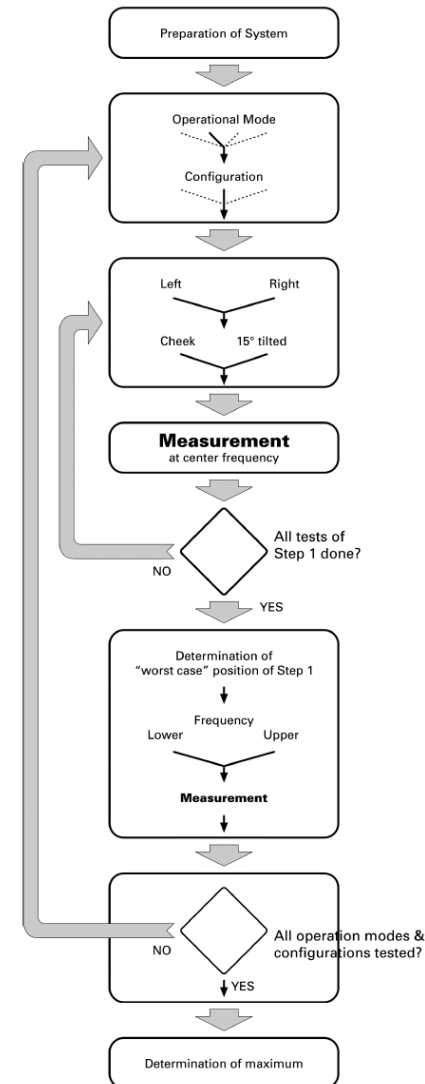 Preparation of System
Operational Mode
Configuration
Left Right
Cheek 15° tilted
Measurement
at center frequency
All tests of
Step 1 done?
NO
YES
Determination of
“worst case” position of Step 1
Frequency
Lower Upper
Measurement
All operation modes &
configurations tested?
NO
YES
Determination of maximum